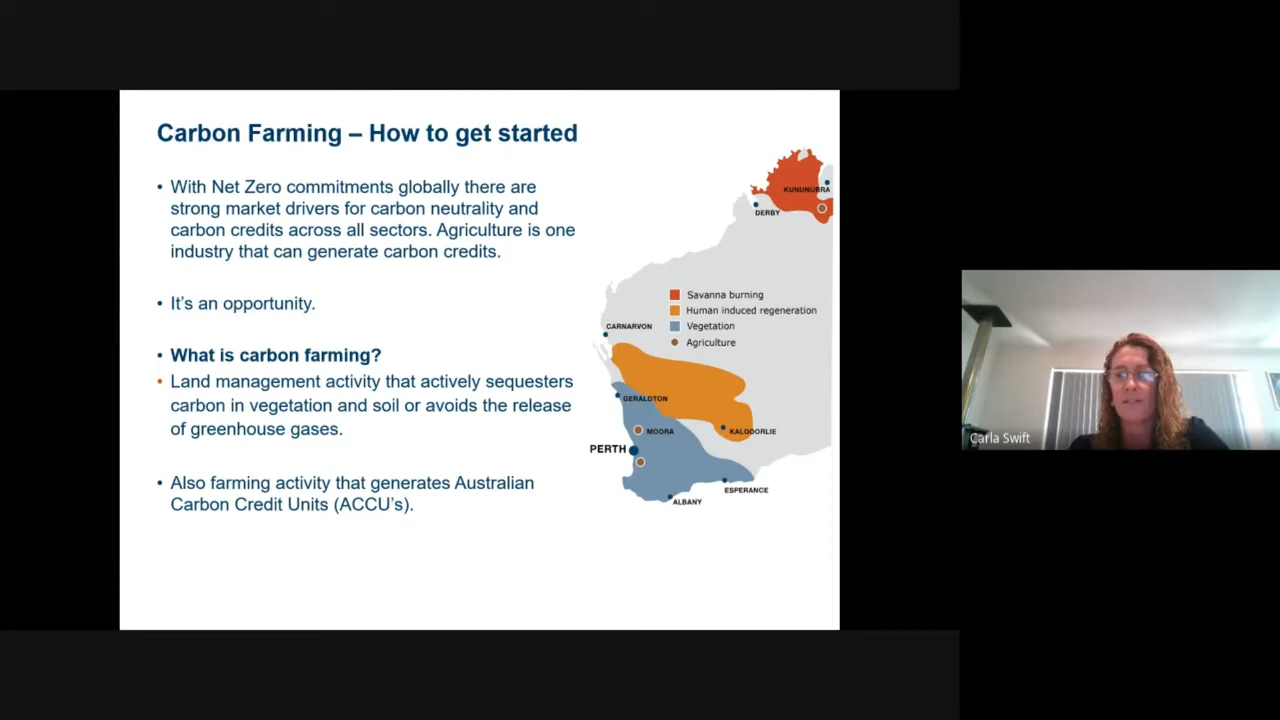 Carbon Farming – How to get started
• With Net Zero commitments globally there are
strong market drivers for carbon neutrality and
carbon credits across all sectors. Agriculture is one
industry that can generate carbon credits.
• It's an opportunity.
• What is carbon farming?
• Land management activity that actively sequesters
carbon in vegetation and soil or avoids the release
of greenhouse gases.
• Also farming activity that generates Australian
Carbon Credit Units (ACCU's).
KUNUNURRA
DERBY
Savanna burning
Human induced regeneration
Vegetation
Agriculture
CARNARVON
GERALDTON
MOORA
KALGOORLIE
PERTH
ESPERANCE
ALBANY
Carla Swift